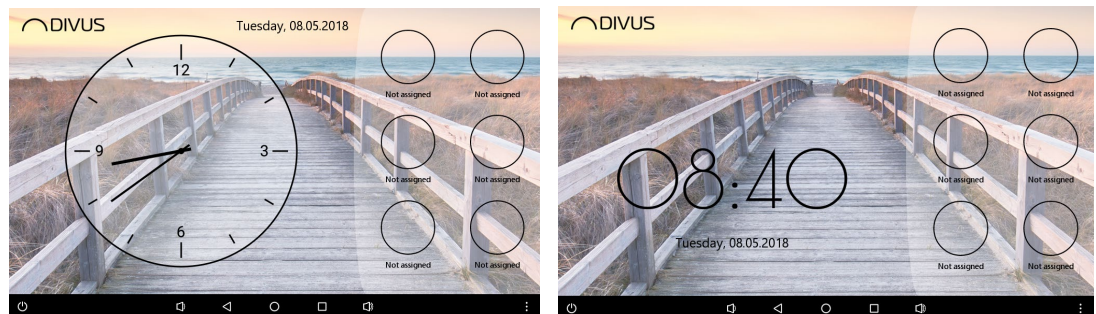 DIVUS
Tuesday, 08.05.2018
12
9
3
6
Not assigned
Not assigned
Not assigned
Not assigned
Not assigned
Not assigned
DIVUS
08:40
Tuesday, 08.05.2018
Not assigned
Not assigned
Not assigned
Not assigned
Not assigned
Not assigned